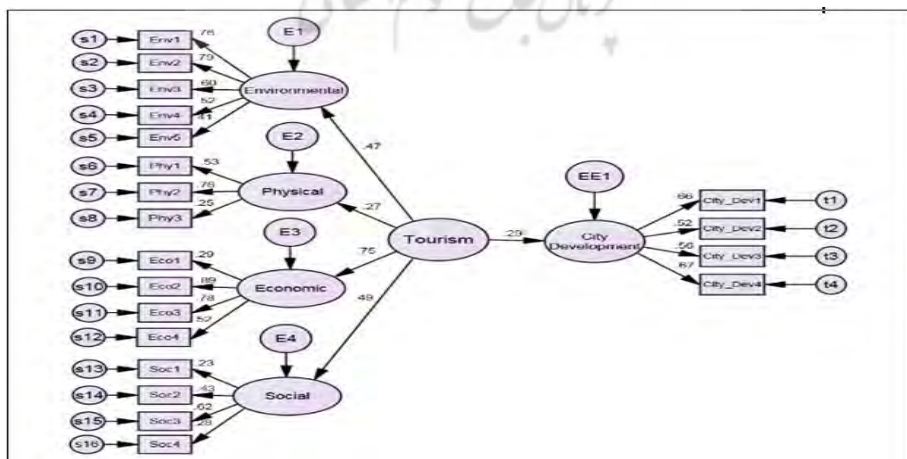 E1
s1 Env1 .78
s2 Env2 .79
s3 Env3 .60
Environmental
s4 Env4 .52
s5 Env5 .41
.47
E2
s6 Phy1 .53
s7 Phy2 .78
Physical
s8 Phy3 .25
.27
E3
s9 Eco1 .29
s10 Eco2 .89
Economic
s11 Eco3 .78
s12 Eco4 .52
.75
E4
s13 Soc1 .23
s14 Soc2 .43
Social
s15 Soc3 .62
s16 Soc4 .28
.49
Tourism
.29
EE1
City
Development
.66 City_Dev1 t1
.52 City_Dev2 t2
.56 City_Dev3 t3
.67 City_Dev4 t4